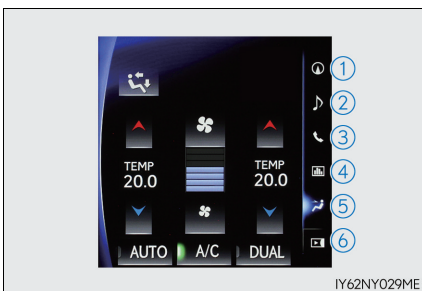 1
2
3
4
5
6
TEMP
20.0
TEMP
20.0
AUTO
A/C
DUAL
IY62NY029ME